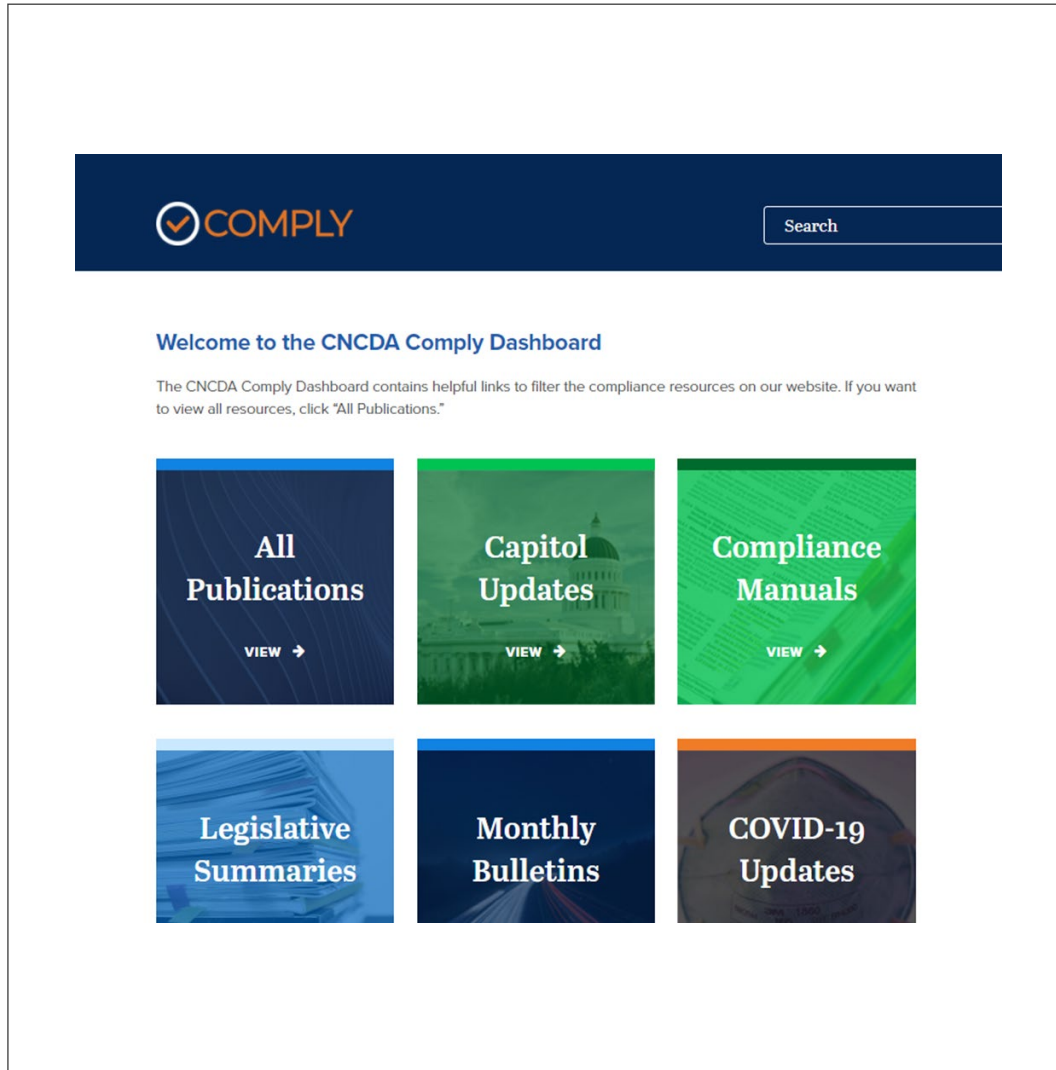 COMPLY
Search
Welcome to the CNCDA Comply Dashboard
The CNCDA Comply Dashboard contains helpful links to filter the compliance resources on our website. If you want
to view all resources, click “All Publications.”
All
Publications
VIEW
Capitol
Updates
VIEW
Compliance
Manuals
VIEW
Legislative
Summaries
Monthly
Bulletins
COVID-19
Updates